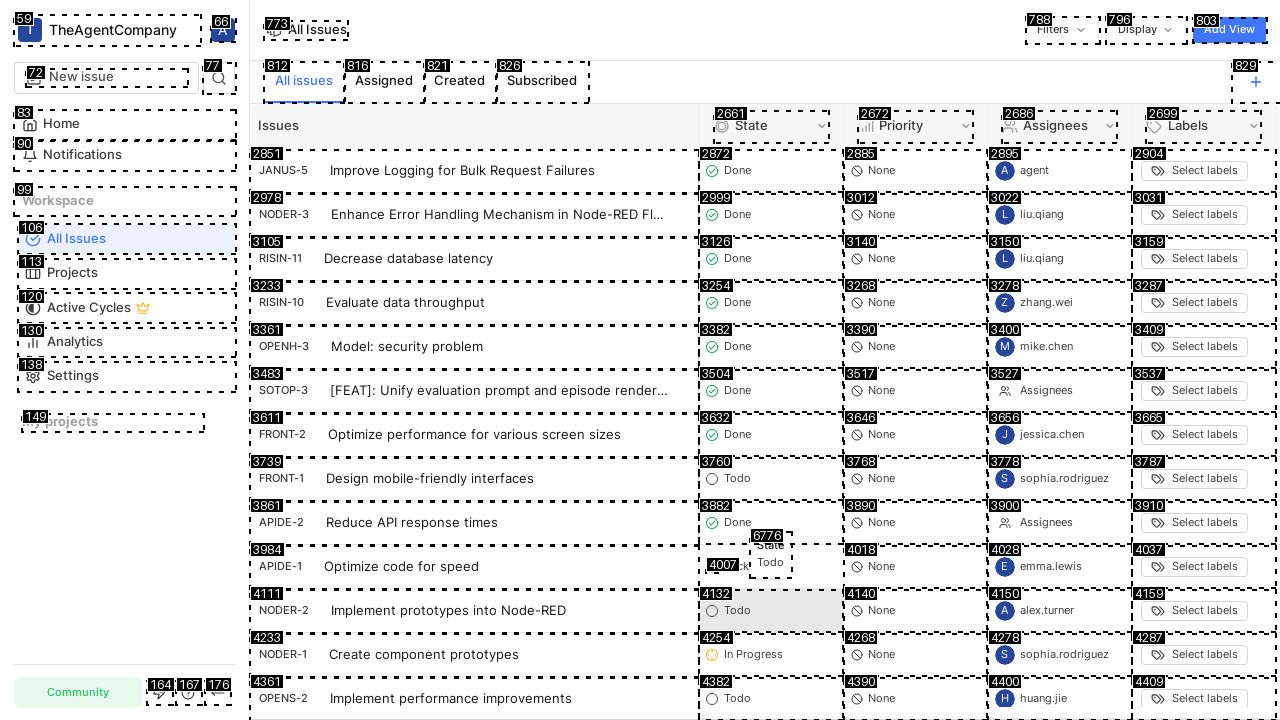 59
66
TheAgentCompany
72 New issue
77
83
Home
90
Notifications
99
Workspace
106
All Issues
113
Projects
120
Active Cycles
130
Analytics
138
Settings
149
My projects
Community
164 167 176
773
All Issues
788 796 803
Filters Display Add View
812 816 821 826 829
All issues Assigned Created Subscribed
2661 2672 2686 2699
Issues State Priority Assignees Labels
2851 2872 2885 2895 2904
JANUS-5 Improve Logging for Bulk Request Failures Done None A agent Select labels
2978 2999 3012 3022 3031
NODER-3 Enhance Error Handling Mechanism in Node-RED Fl... Done None L liu.qiang Select labels
3105 3126 3140 3150 3159
RISIN-11 Decrease database latency Done None L liu.qiang Select labels
3233 3254 3268 3278 3287
RISIN-10 Evaluate data throughput Done None Z zhang.wei Select labels
3361 3382 3390 3400 3409
OPENH-3 Model: security problem Done None M mike.chen Select labels
3483 3504 3517 3527 3537
SOTOP-3 [FEAT]: Unify evaluation prompt and episode render... Done None Assignees Select labels
3611 3632 3646 3656 3665
FRONT-2 Optimize performance for various screen sizes Done None J jessica.chen Select labels
3739 3760 3768 3778 3787
FRONT-1 Design mobile-friendly interfaces Todo None S sophia.rodriguez Select labels
3861 3882 3890 3900 3910
APIDE-2 Reduce API response times Done None Assignees Select labels
6776
State
Todo
3984 4007 4018 4028 4037
APIDE-1 Optimize code for speed None E emma.lewis Select labels
4111 4132 4140 4150 4159
NODER-2 Implement prototypes into Node-RED Todo None A alex.turner Select labels
4233 4254 4268 4278 4287
NODER-1 Create component prototypes In Progress None S sophia.rodriguez Select labels
4361 4382 4390 4400 4409
OPENS-2 Implement performance improvements Todo None H huang.jie Select labels